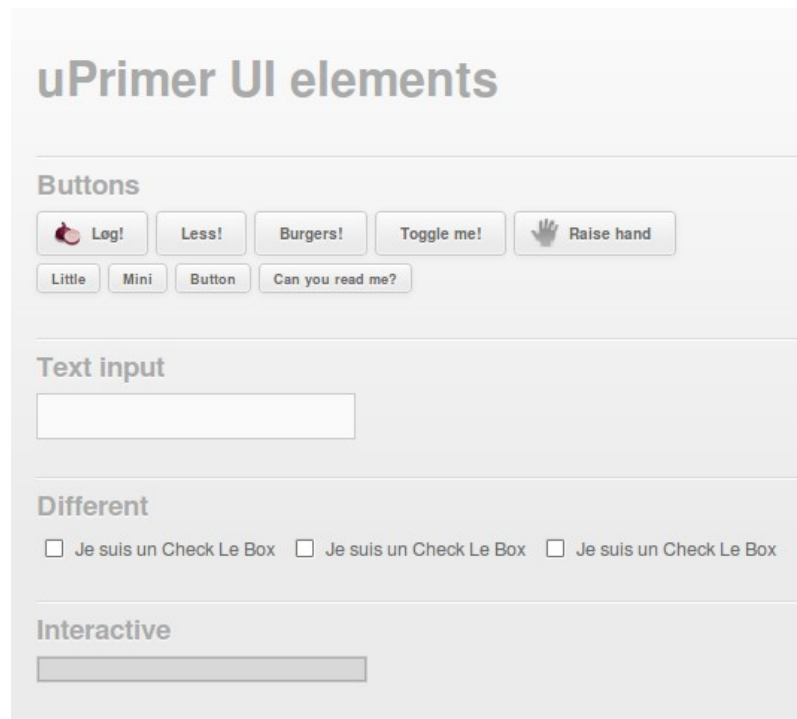 uPrimer UI elements
Buttons
Løg! Less! Burgers! Toggle me! Raise hand
Little Mini Button Can you read me?
Text input
Different
Je suis un Check Le Box Je suis un Check Le Box Je suis un Check Le Box
Interactive